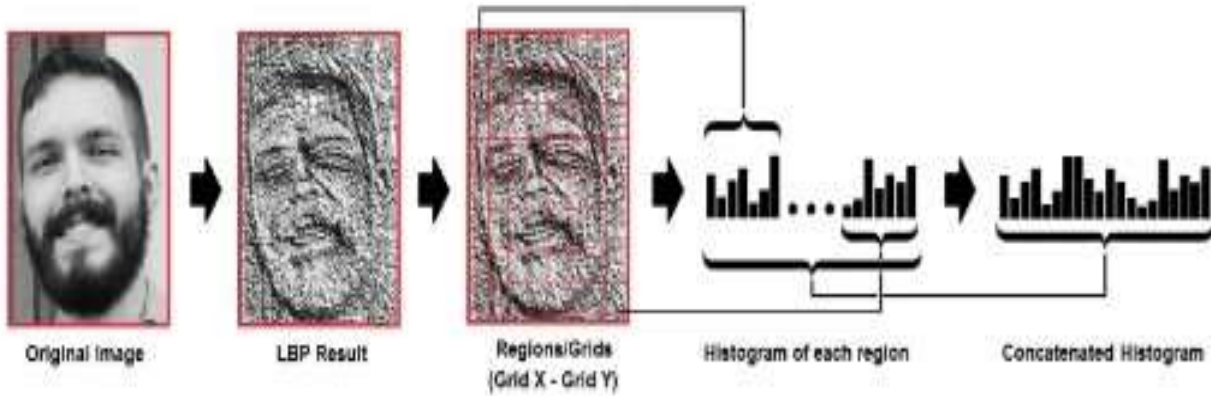 Original Image
LBP Result
Regions/Grids
(Grid X - Grid Y)
Histogram of each region
Concatenated Histogram